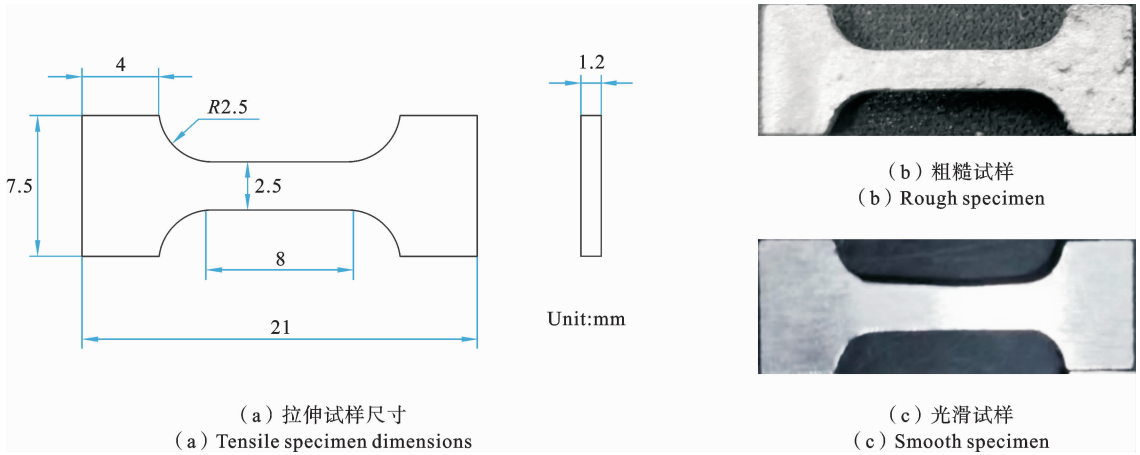 4
R2.5
7.5
2.5
8
21
1.2
Unit:mm
(a)拉伸试样尺寸
(a) Tensile specimen dimensions
(b)粗糙试样
(b) Rough specimen
(c)光滑试样
(c) Smooth specimen